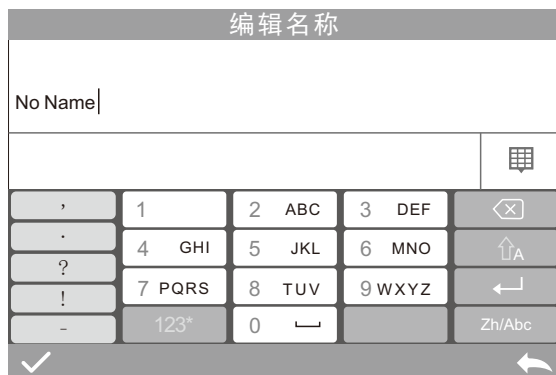 编辑名称
No Name
,
1
2 ABC
3 DEF
.
4 GHI
5 JKL
6 MNO
A
?
7 PQRS
8 TUV
9 WXYZ
!
-
123*
0
Zh/Abc